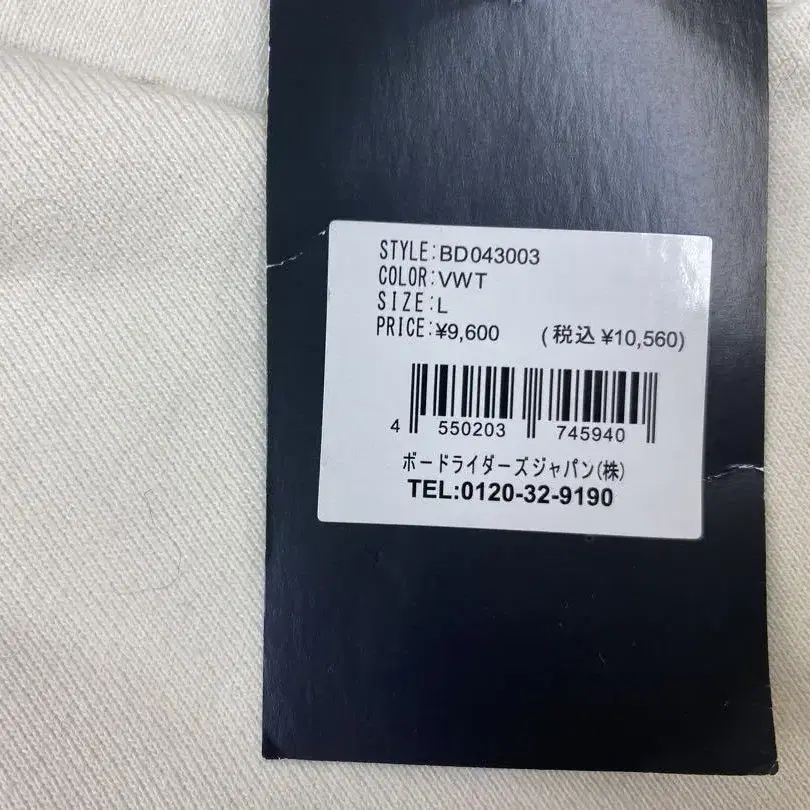 STYLE:BD043003
COLOR:VWT
SIZE:L
PRICE:¥9,600 (税込 ¥10,560)
4 550203 745940
ボードライダーズジャパン(株)
TEL:0120-32-9190